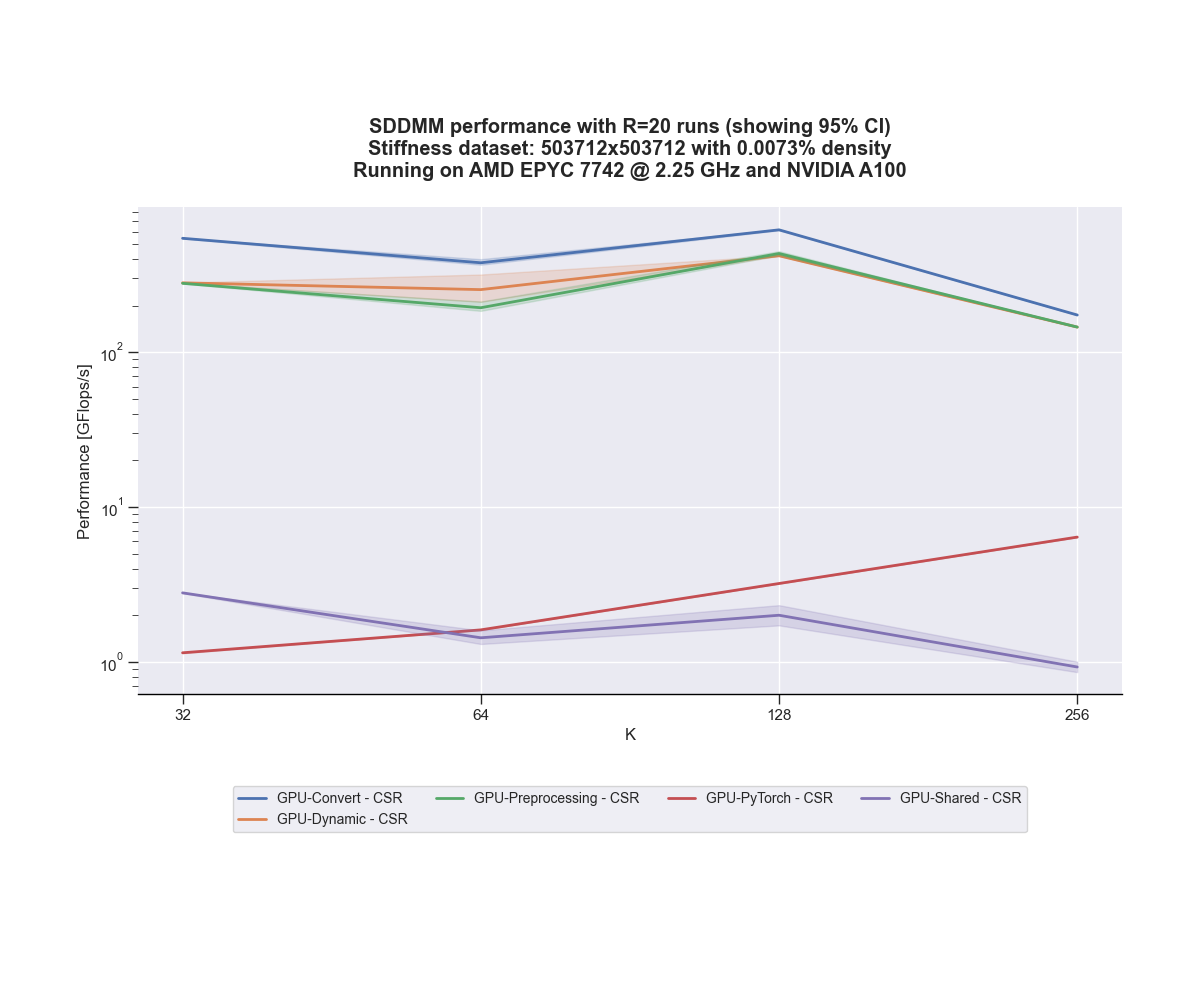 SDDMM performance with R=20 runs (showing 95% CI)
Stiffness dataset: 503712x503712 with 0.0073% density
Running on AMD EPYC 7742 @ 2.25 GHz and NVIDIA A100
Performance [GFlops/s]
10²
10¹
10⁰
32 64 128 256
K
GPU-Convert - CSR GPU-Preprocessing - CSR GPU-PyTorch - CSR GPU-Shared - CSR
GPU-Dynamic - CSR